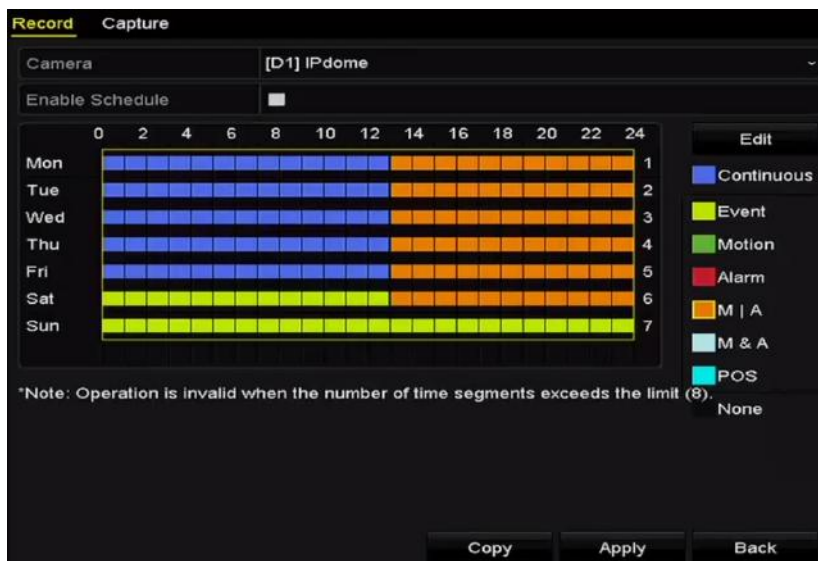 Record Capture
Camera [D1] IPdome
Enable Schedule
0 2 4 6 8 10 12 14 16 18 20 22 24
Edit
Mon 1
Continuous
Tue 2
Wed 3
Event
Thu 4
Motion
Fri 5
Alarm
Sat 6
M | A
Sun 7
M & A
POS
*Note: Operation is invalid when the number of time segments exceeds the limit (8).
None
Copy Apply Back